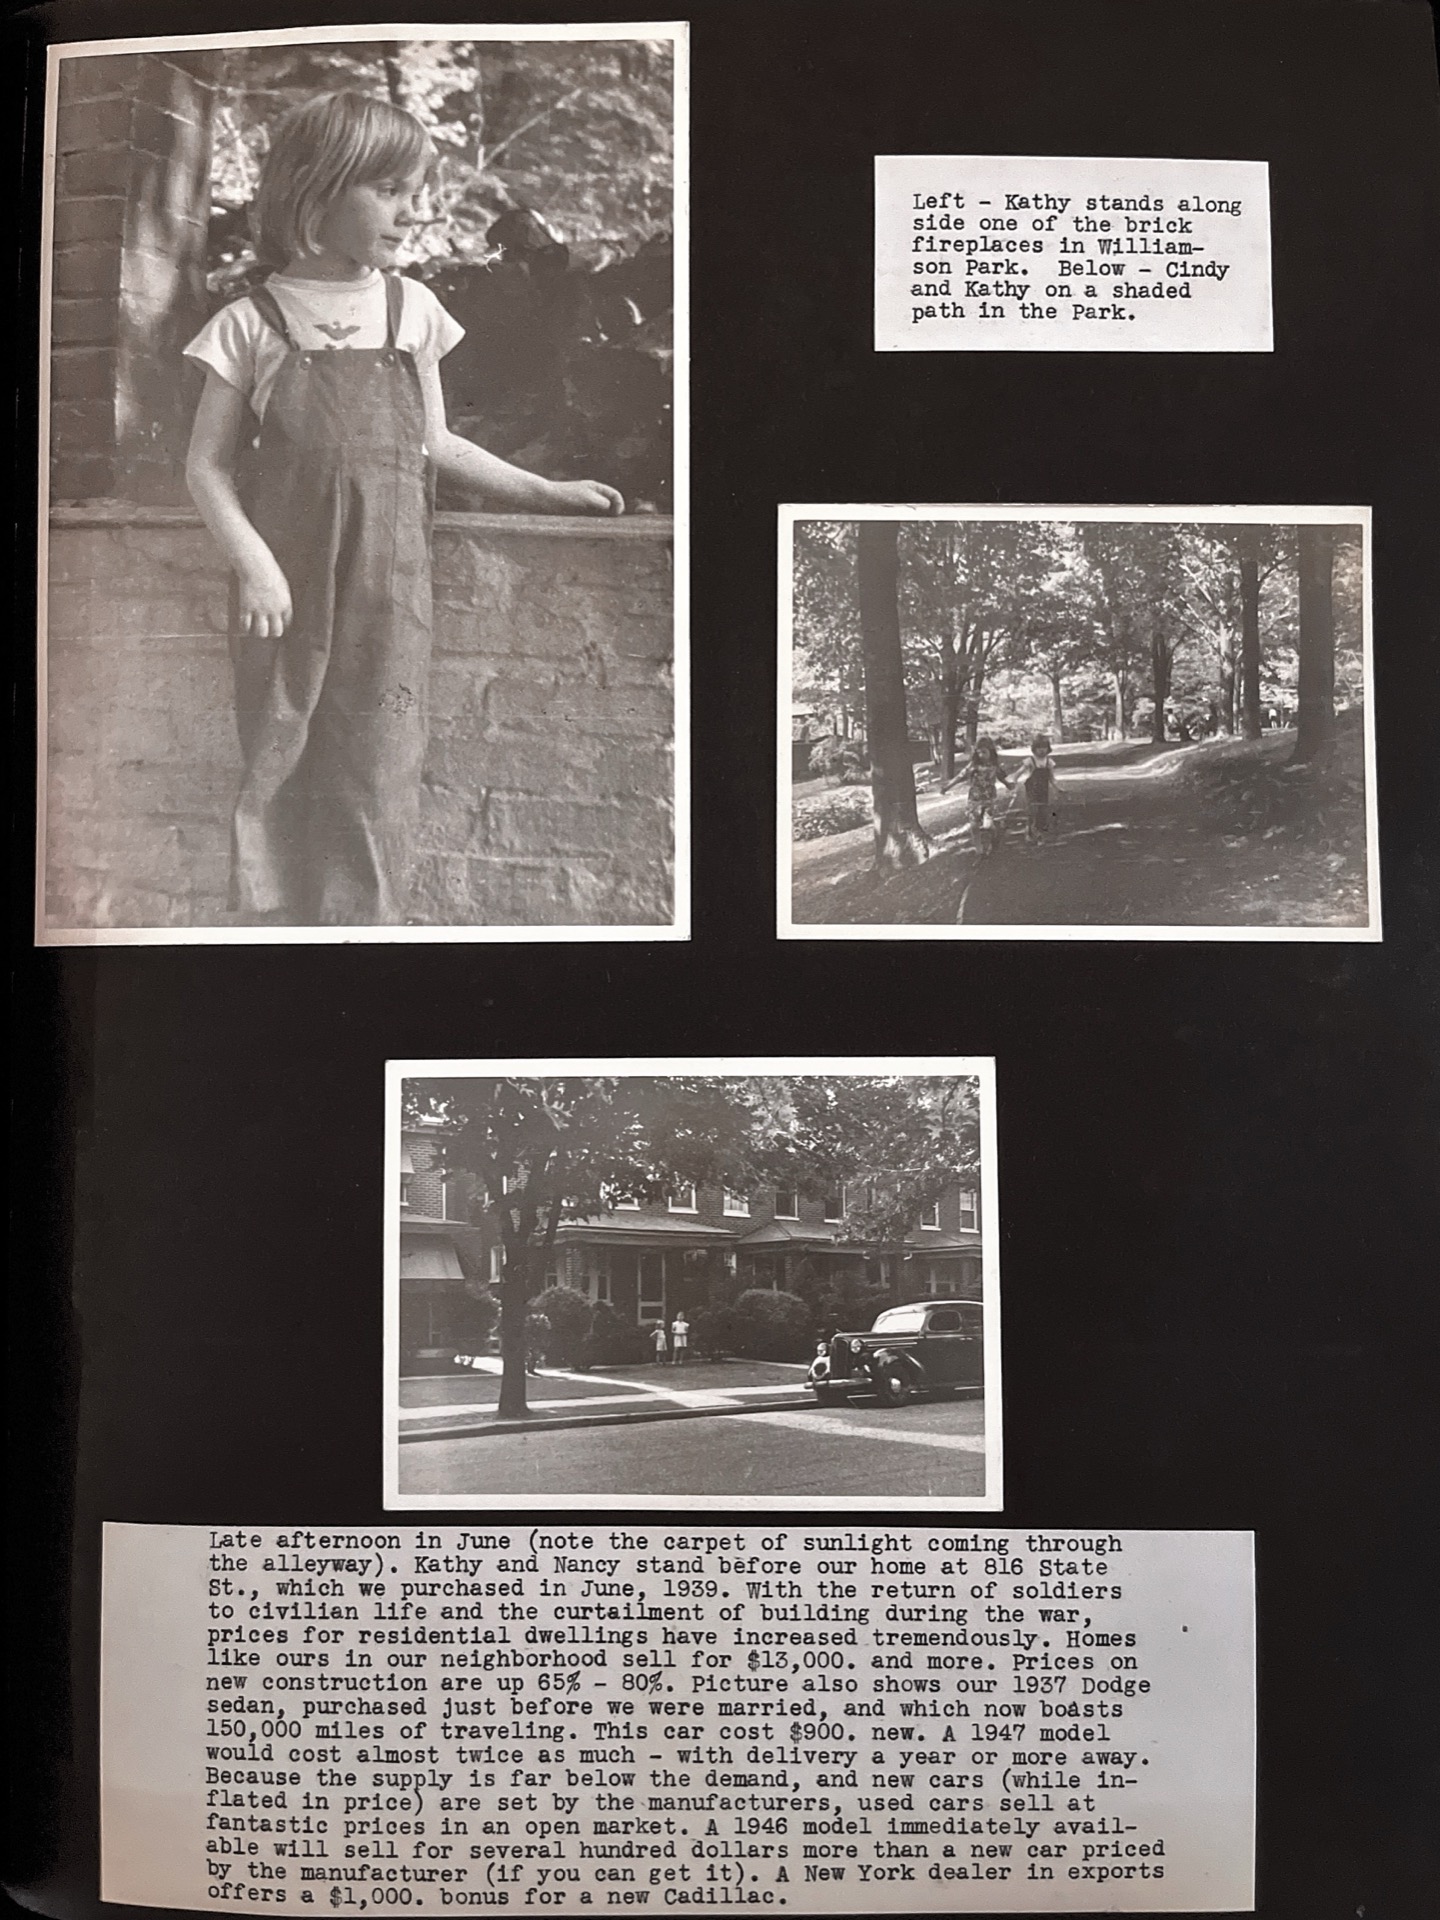 Left - Kathy stands along
side one of the brick
fireplaces in William-
son Park.  Below - Cindy
and Kathy on a shaded
path in the Park.
Late afternoon in June (note the carpet of sunlight coming through
the alleyway). Kathy and Nancy stand before our home at 816 State
St., which we purchased in June, 1939. With the return of soldiers
to civilian life and the curtailment of building during the war,
prices for residential dwellings have increased tremendously. Homes
like ours in our neighborhood sell for $13,000. and more. Prices on
new construction are up 65% - 80%. Picture also shows our 1937 Dodge
sedan, purchased just before we were married, and which now boasts
150,000 miles of traveling. This car cost $900. new. A 1947 model
would cost almost twice as much - with delivery a year or more away.
Because the supply is far below the demand, and new cars (while in-
flated in price) are set by the manufacturers, used cars sell at
fantastic prices in an open market. A 1946 model immediately avail-
able will sell for several hundred dollars more than a new car priced
by the manufacturer (if you can get it). A New York dealer in exports
offers a $1,000. bonus for a new Cadillac.